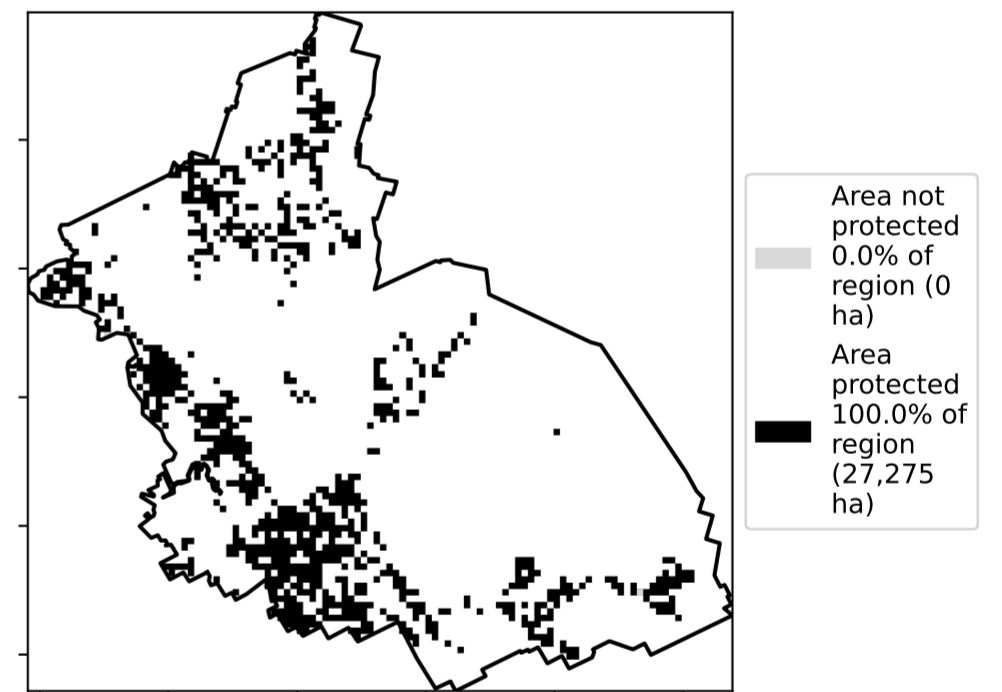 Area not
protected
0.0% of
region (0
ha)
Area
protected
100.0% of
region
(27,275
ha)